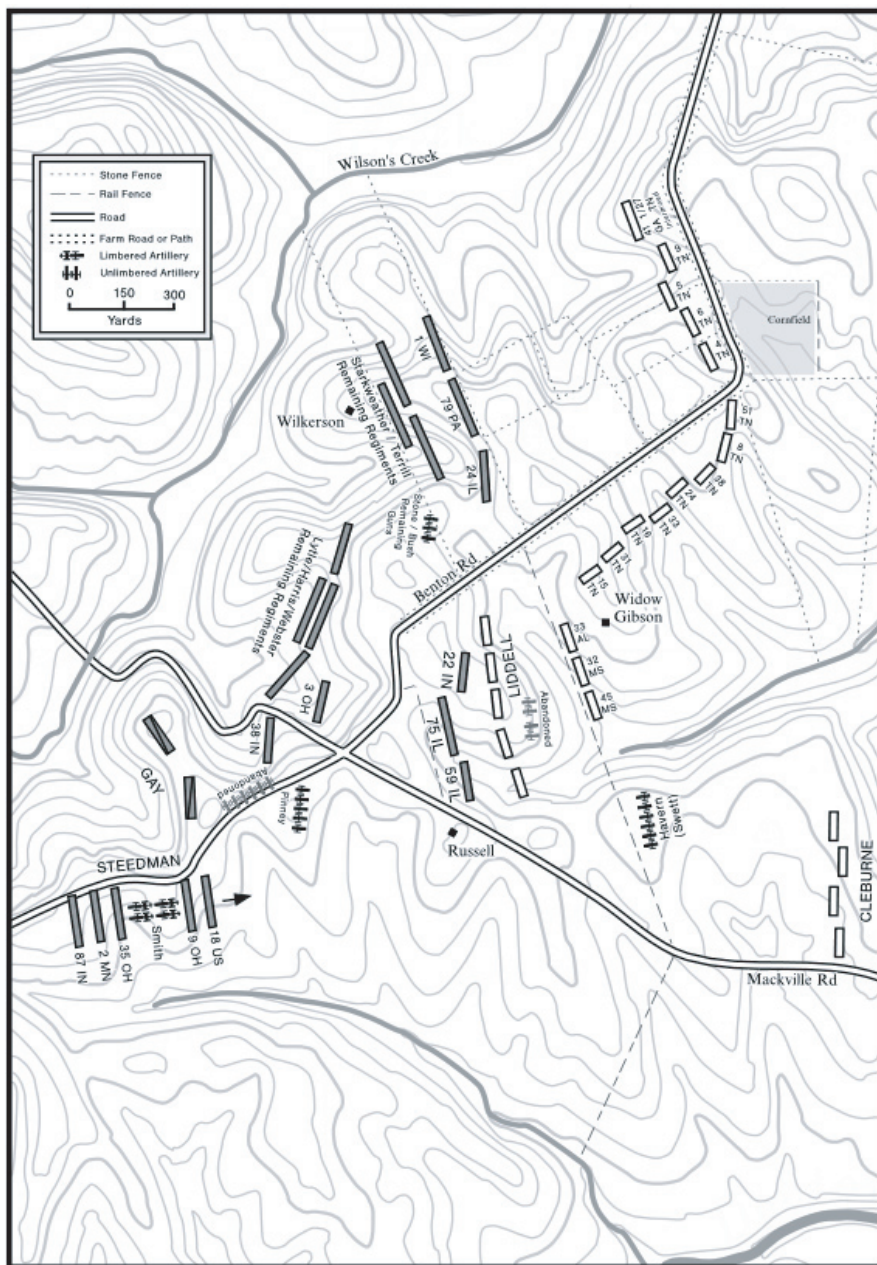 Wilson's Creek
Stone Fence
Rail Fence
Road
Farm Road or Path
Limbered Artillery
Unlimbered Artillery
0 150 300
Yards
41 1/27
GA TN
9
TN
5
TN
6
TN
4
TN
Cornfield
1 WI
79 PA
24 IL
Starkweather / Terrill
Remaining Regiments
Wilkerson
Stone / Bush
Remaining
Guns
51
TN
8
TN
38
TN
24
TN
33
TN
16
TN
31
TN
15
TN
Benton Rd
Widow
Gibson
Lytle/Harris/Webster
Remaining Regiments
33
AL
32
MS
45
MS
LIDDELL
Abandoned
22 IN
75 IL
59 IL
3 OH
38 IN
GAY
Abandoned
Pinney
Russell
Havern
(Swett)
CLEBURNE
STEEDMAN
87 IN
2 MN
35 OH
Smith
9 OH
18 US
Mackville Rd